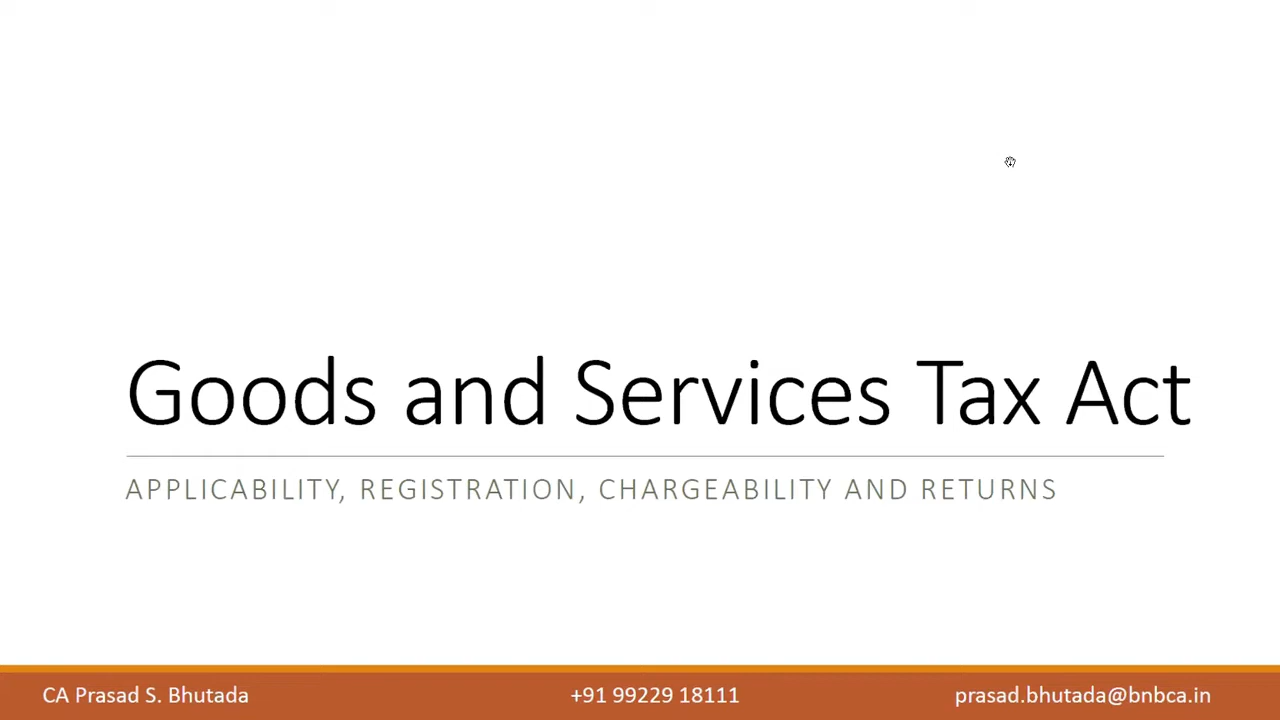 Goods and Services Tax Act
APPLICABILITY, REGISTRATION, CHARGEABILITY AND RETURNS
CA Prasad S. Bhutada +91 99229 18111 prasad.bhutada@bnbca.in